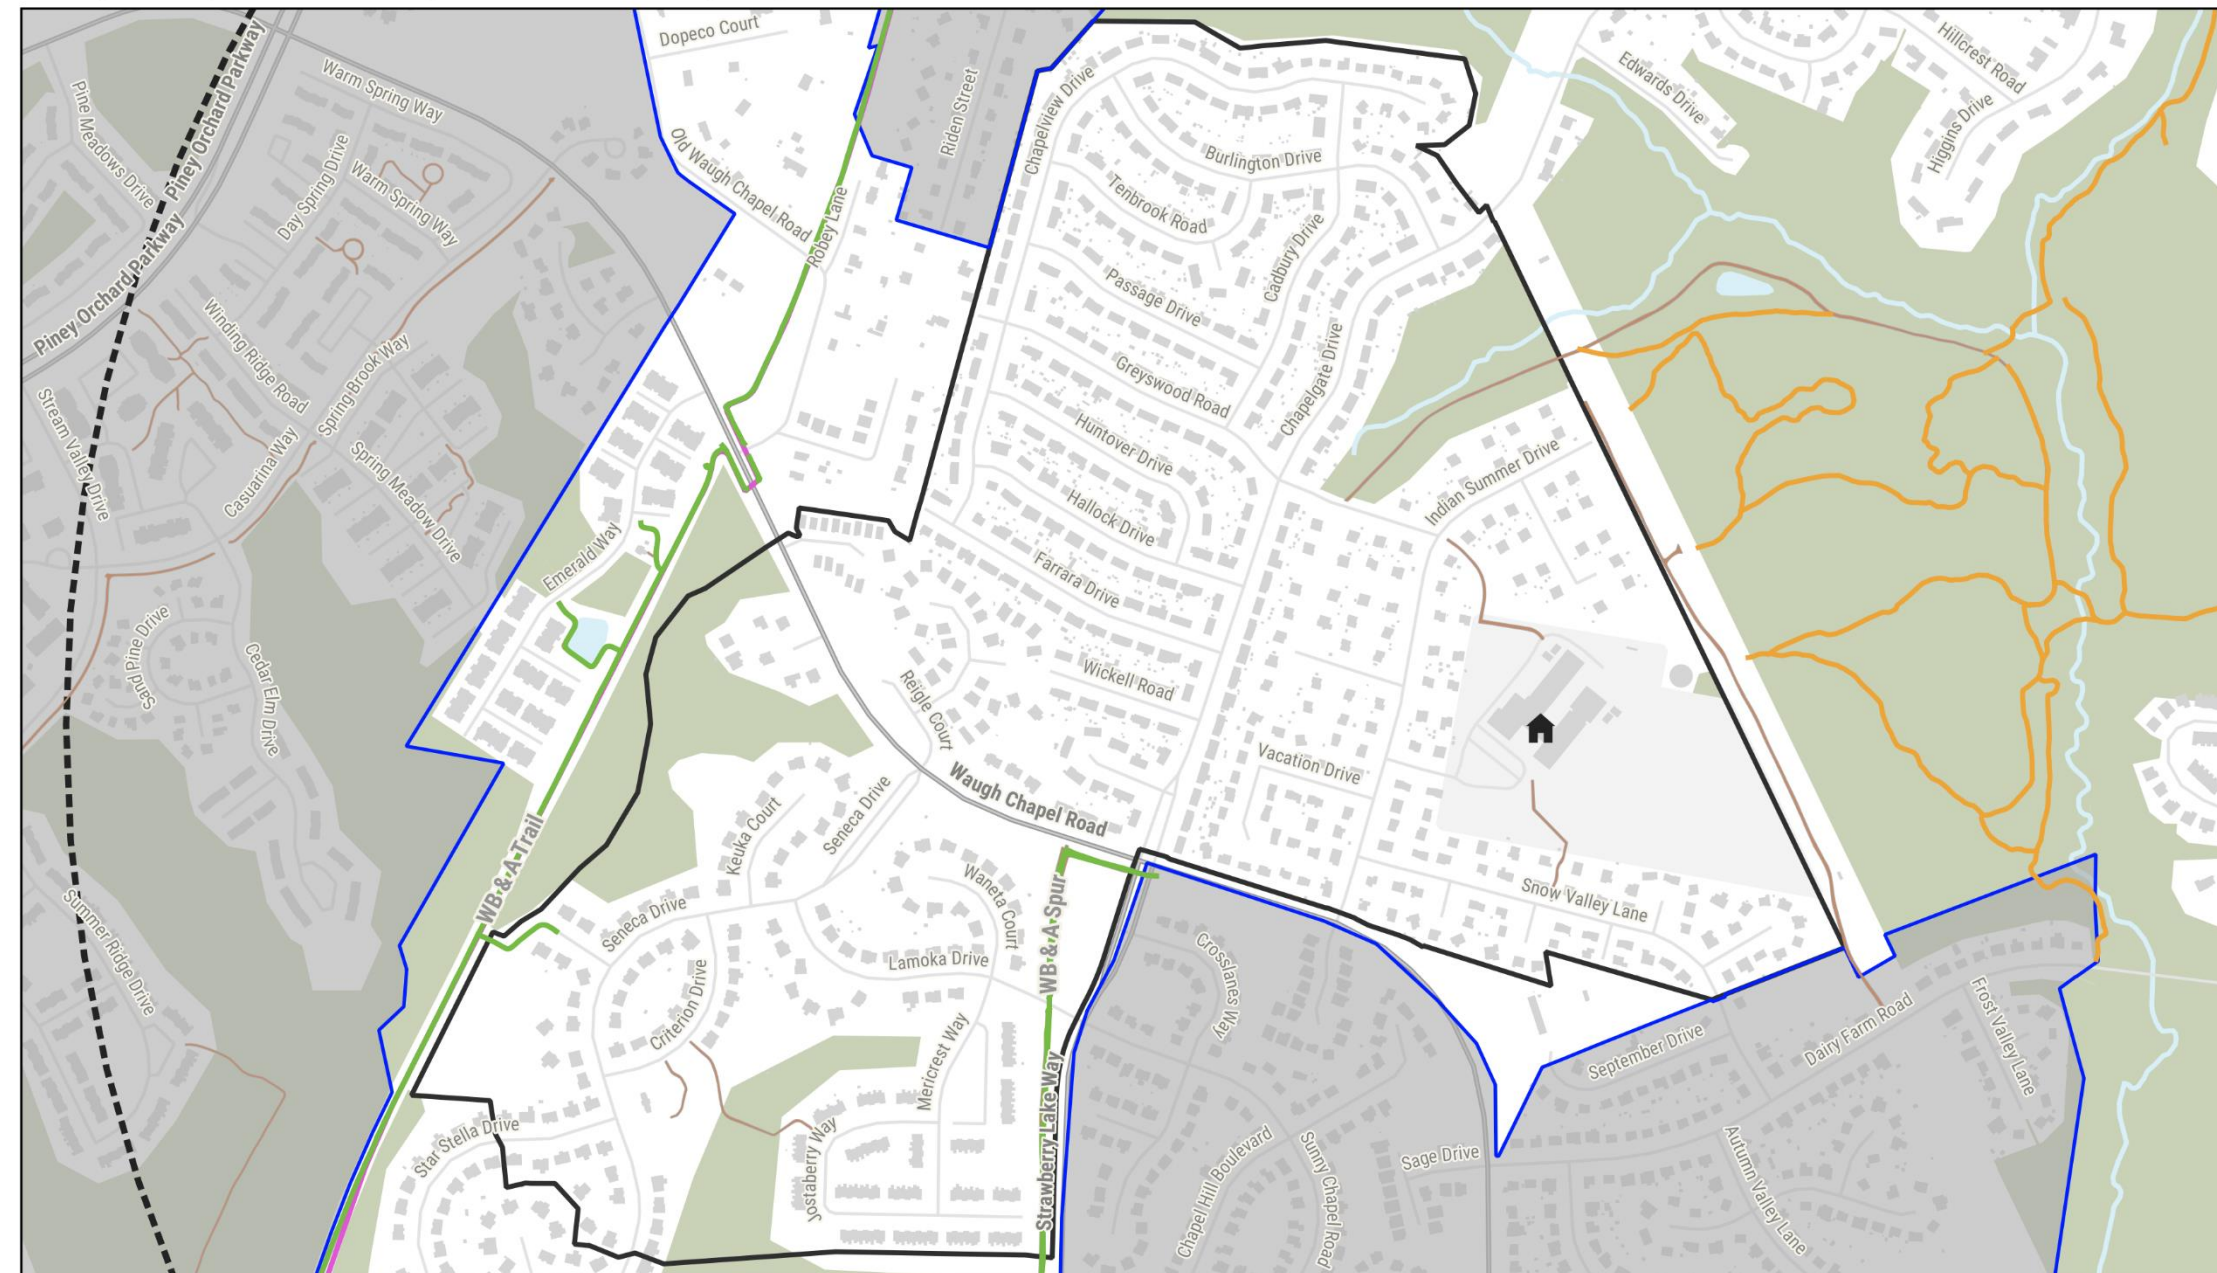 Dopeco Court
Hillcrest Road
Piney Orchard Parkway
Warm Spring Way
Edwards Drive
Pine Meadows Drive
Riden Street
Chapelview Drive
Higgins Drive
Old Waugh Chapel Road
Burlington Drive
Day Spring Drive
Warm Spring Way
Tenbrook Road
Robey Lane
Cadbury Drive
Piney Orchard Parkway
Passage Drive
Winding Ridge Road
Spring Brook Way
Greyswood Road
Chapelgate Drive
Stream Valley Drive
Huntover Drive
Casuarina Way
Spring Meadow Drive
Indian Summer Drive
Hallock Drive
Emerald Way
Farrara Drive
Sand Pine Drive
Cedar Elm Drive
Wickell Road
Reigle Court
Vacation Drive
Waugh Chapel Road
Keuka Court
Seneca Drive
WB & A Trail
Waneta Court
Snow Valley Lane
WB & A Spur
Seneca Drive
Summer Ridge Drive
Lamoka Drive
Crosslanes Way
Criterion Drive
Mericrest Way
September Drive
Dairy Farm Road
Frost Valley Lane
Star Stella Drive
Strawberry Lake Way
Jostaberry Way
Chapel Hill Boulevard
Sunny Chapel Road
Sage Drive
Autumn Valley Lane